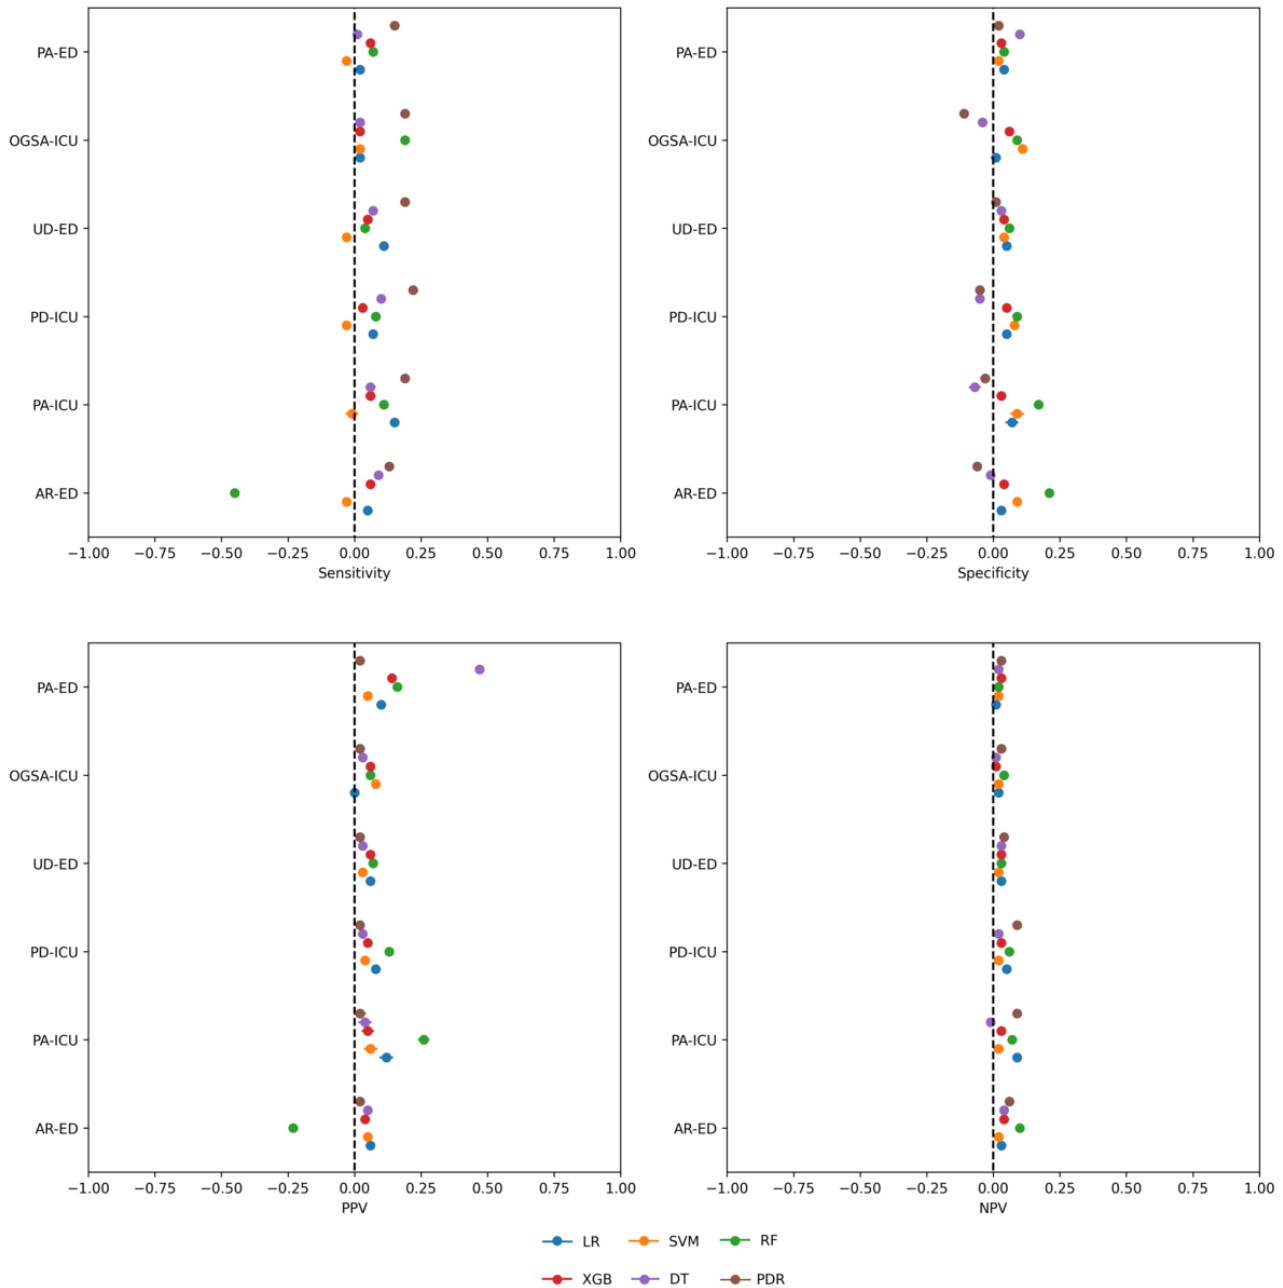 PA-ED
OGSA-ICU
UD-ED
PD-ICU
PA-ICU
AR-ED
−1.00 −0.75 −0.50 −0.25 0.00 0.25 0.50 0.75 1.00
Sensitivity
PA-ED
OGSA-ICU
UD-ED
PD-ICU
PA-ICU
AR-ED
−1.00 −0.75 −0.50 −0.25 0.00 0.25 0.50 0.75 1.00
Specificity
PA-ED
OGSA-ICU
UD-ED
PD-ICU
PA-ICU
AR-ED
−1.00 −0.75 −0.50 −0.25 0.00 0.25 0.50 0.75 1.00
PPV
PA-ED
OGSA-ICU
UD-ED
PD-ICU
PA-ICU
AR-ED
−1.00 −0.75 −0.50 −0.25 0.00 0.25 0.50 0.75 1.00
NPV
LR SVM RF
XGB DT PDR